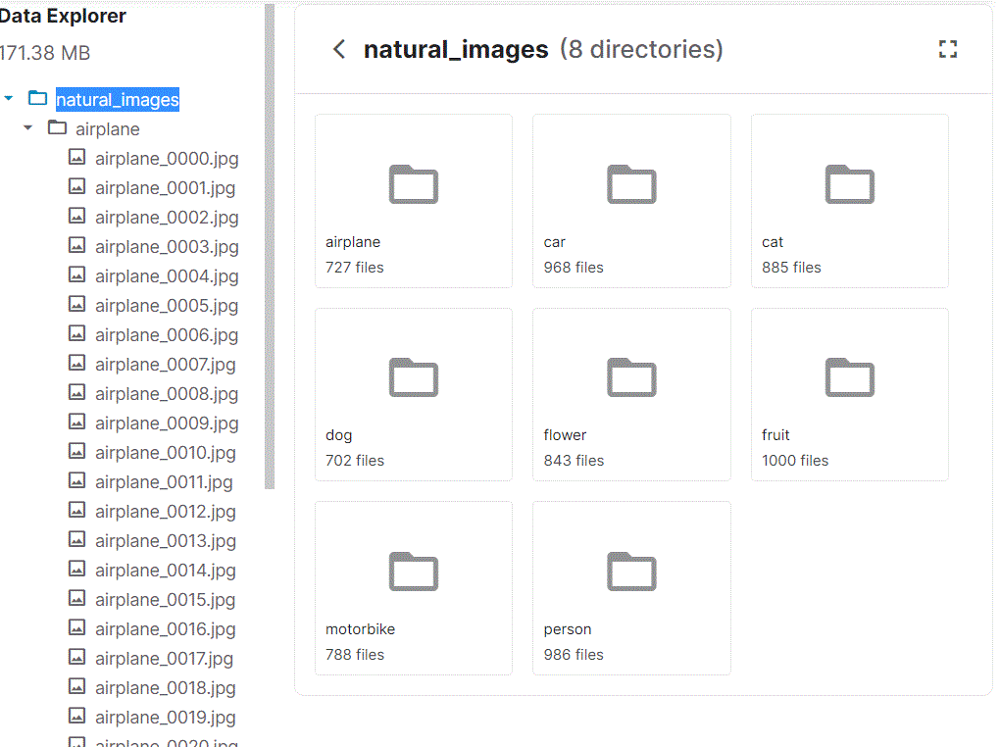 Data Explorer
171.38 MB
natural_images
airplane
airplane_0000.jpg
airplane_0001.jpg
airplane_0002.jpg
airplane_0003.jpg
airplane_0004.jpg
airplane_0005.jpg
airplane_0006.jpg
airplane_0007.jpg
airplane_0008.jpg
airplane_0009.jpg
airplane_0010.jpg
airplane_0011.jpg
airplane_0012.jpg
airplane_0013.jpg
airplane_0014.jpg
airplane_0015.jpg
airplane_0016.jpg
airplane_0017.jpg
airplane_0018.jpg
airplane_0019.jpg
airplane_0020.jpg
natural_images (8 directories)
airplane
727 files
car
968 files
cat
885 files
dog
702 files
flower
843 files
fruit
1000 files
motorbike
788 files
person
986 files